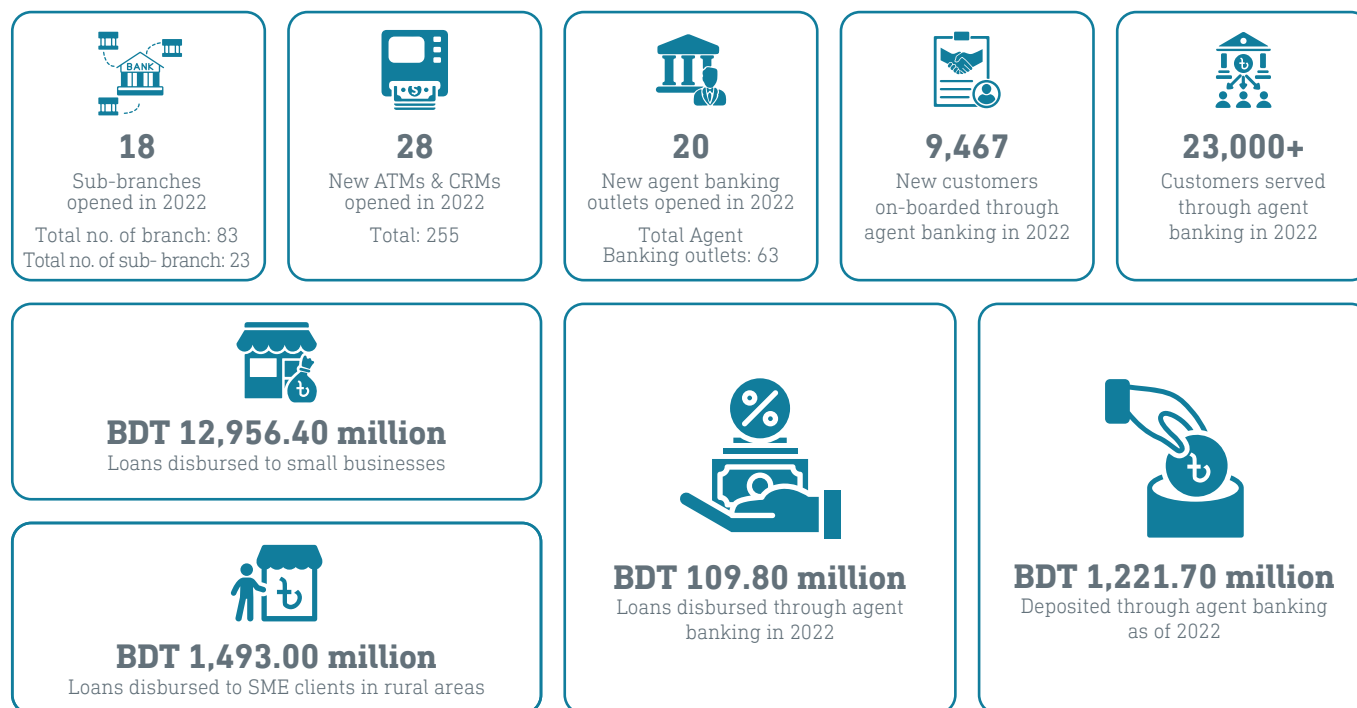 BANK
18
Sub-branches
opened in 2022
Total no. of branch: 83
Total no. of sub- branch: 23
$
28
New ATMs & CRMs
opened in 2022
Total: 255
20
New agent banking
outlets opened in 2022
Total Agent
Banking outlets: 63
9,467
New customers
on-boarded through
agent banking in 2022
৳
23,000+
Customers served
through agent
banking in 2022
৳
BDT 12,956.40 million
Loans disbursed to small businesses
৳
BDT 1,493.00 million
Loans disbursed to SME clients in rural areas
%
BDT 109.80 million
Loans disbursed through agent
banking in 2022
৳
BDT 1,221.70 million
Deposited through agent banking
as of 2022